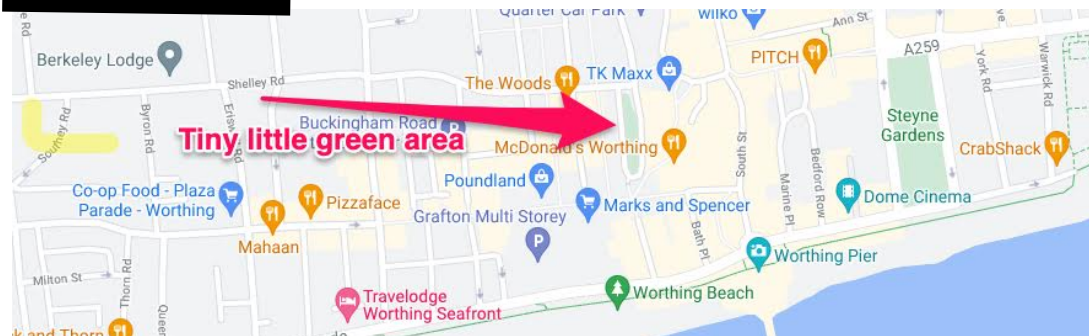 Quarter Car Park
wilko
Ann St
e Rd
Berkeley Lodge
Shelley Rd
The Woods
TK Maxx
PITCH
A259
York Rd
Warwick Rd
Southey Rd
Byron Rd
Buckingham Road
Tiny little green area
McDonald's Worthing
South St
Steyne
Gardens
CrabShack
Co-op Food - Plaza
Parade - Worthing
Pizzaface
Poundland
Marks and Spencer
Marine Pl
Bedford Row
Dome Cinema
Mahaan
Grafton Multi Storey
P
Bath Pl
Worthing Pier
Milton St
Thorn Rd
Travelodge
Worthing Seafront
Worthing Beach
k and Thorn